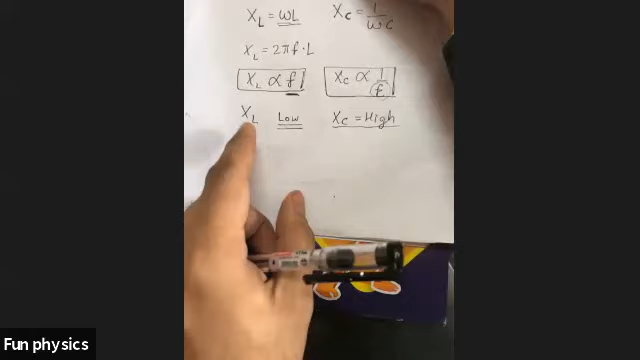 X_L = ωL X_C = 1/ωC
X_L = 2πf·L
X_L ∝ f X_C ∝ 1/f
X_L Low X_C = High
Fun physics